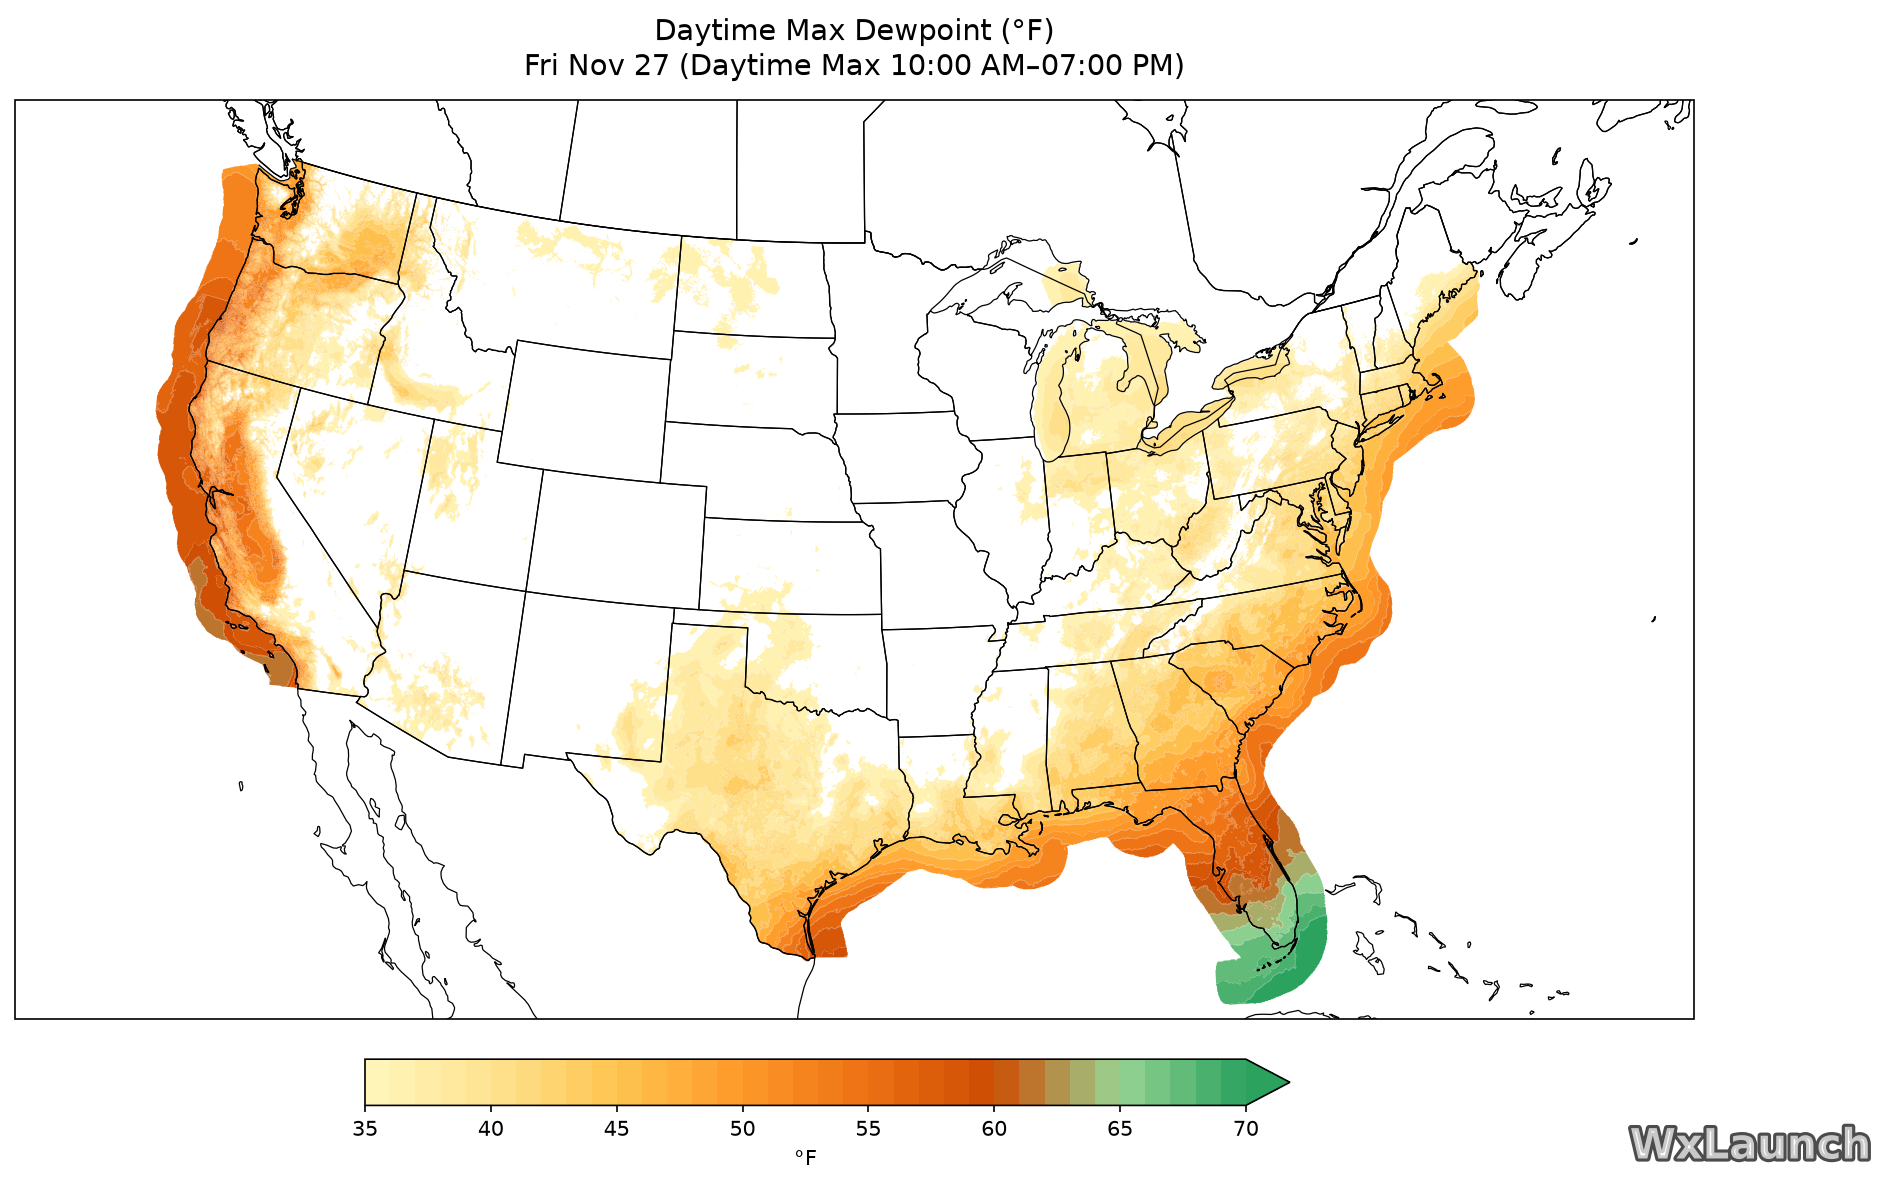 Daytime Max Dewpoint (°F)
Fri Nov 27 (Daytime Max 10:00 AM–07:00 PM)
35 40 45 50 55 60 65 70
°F
WxLaunch